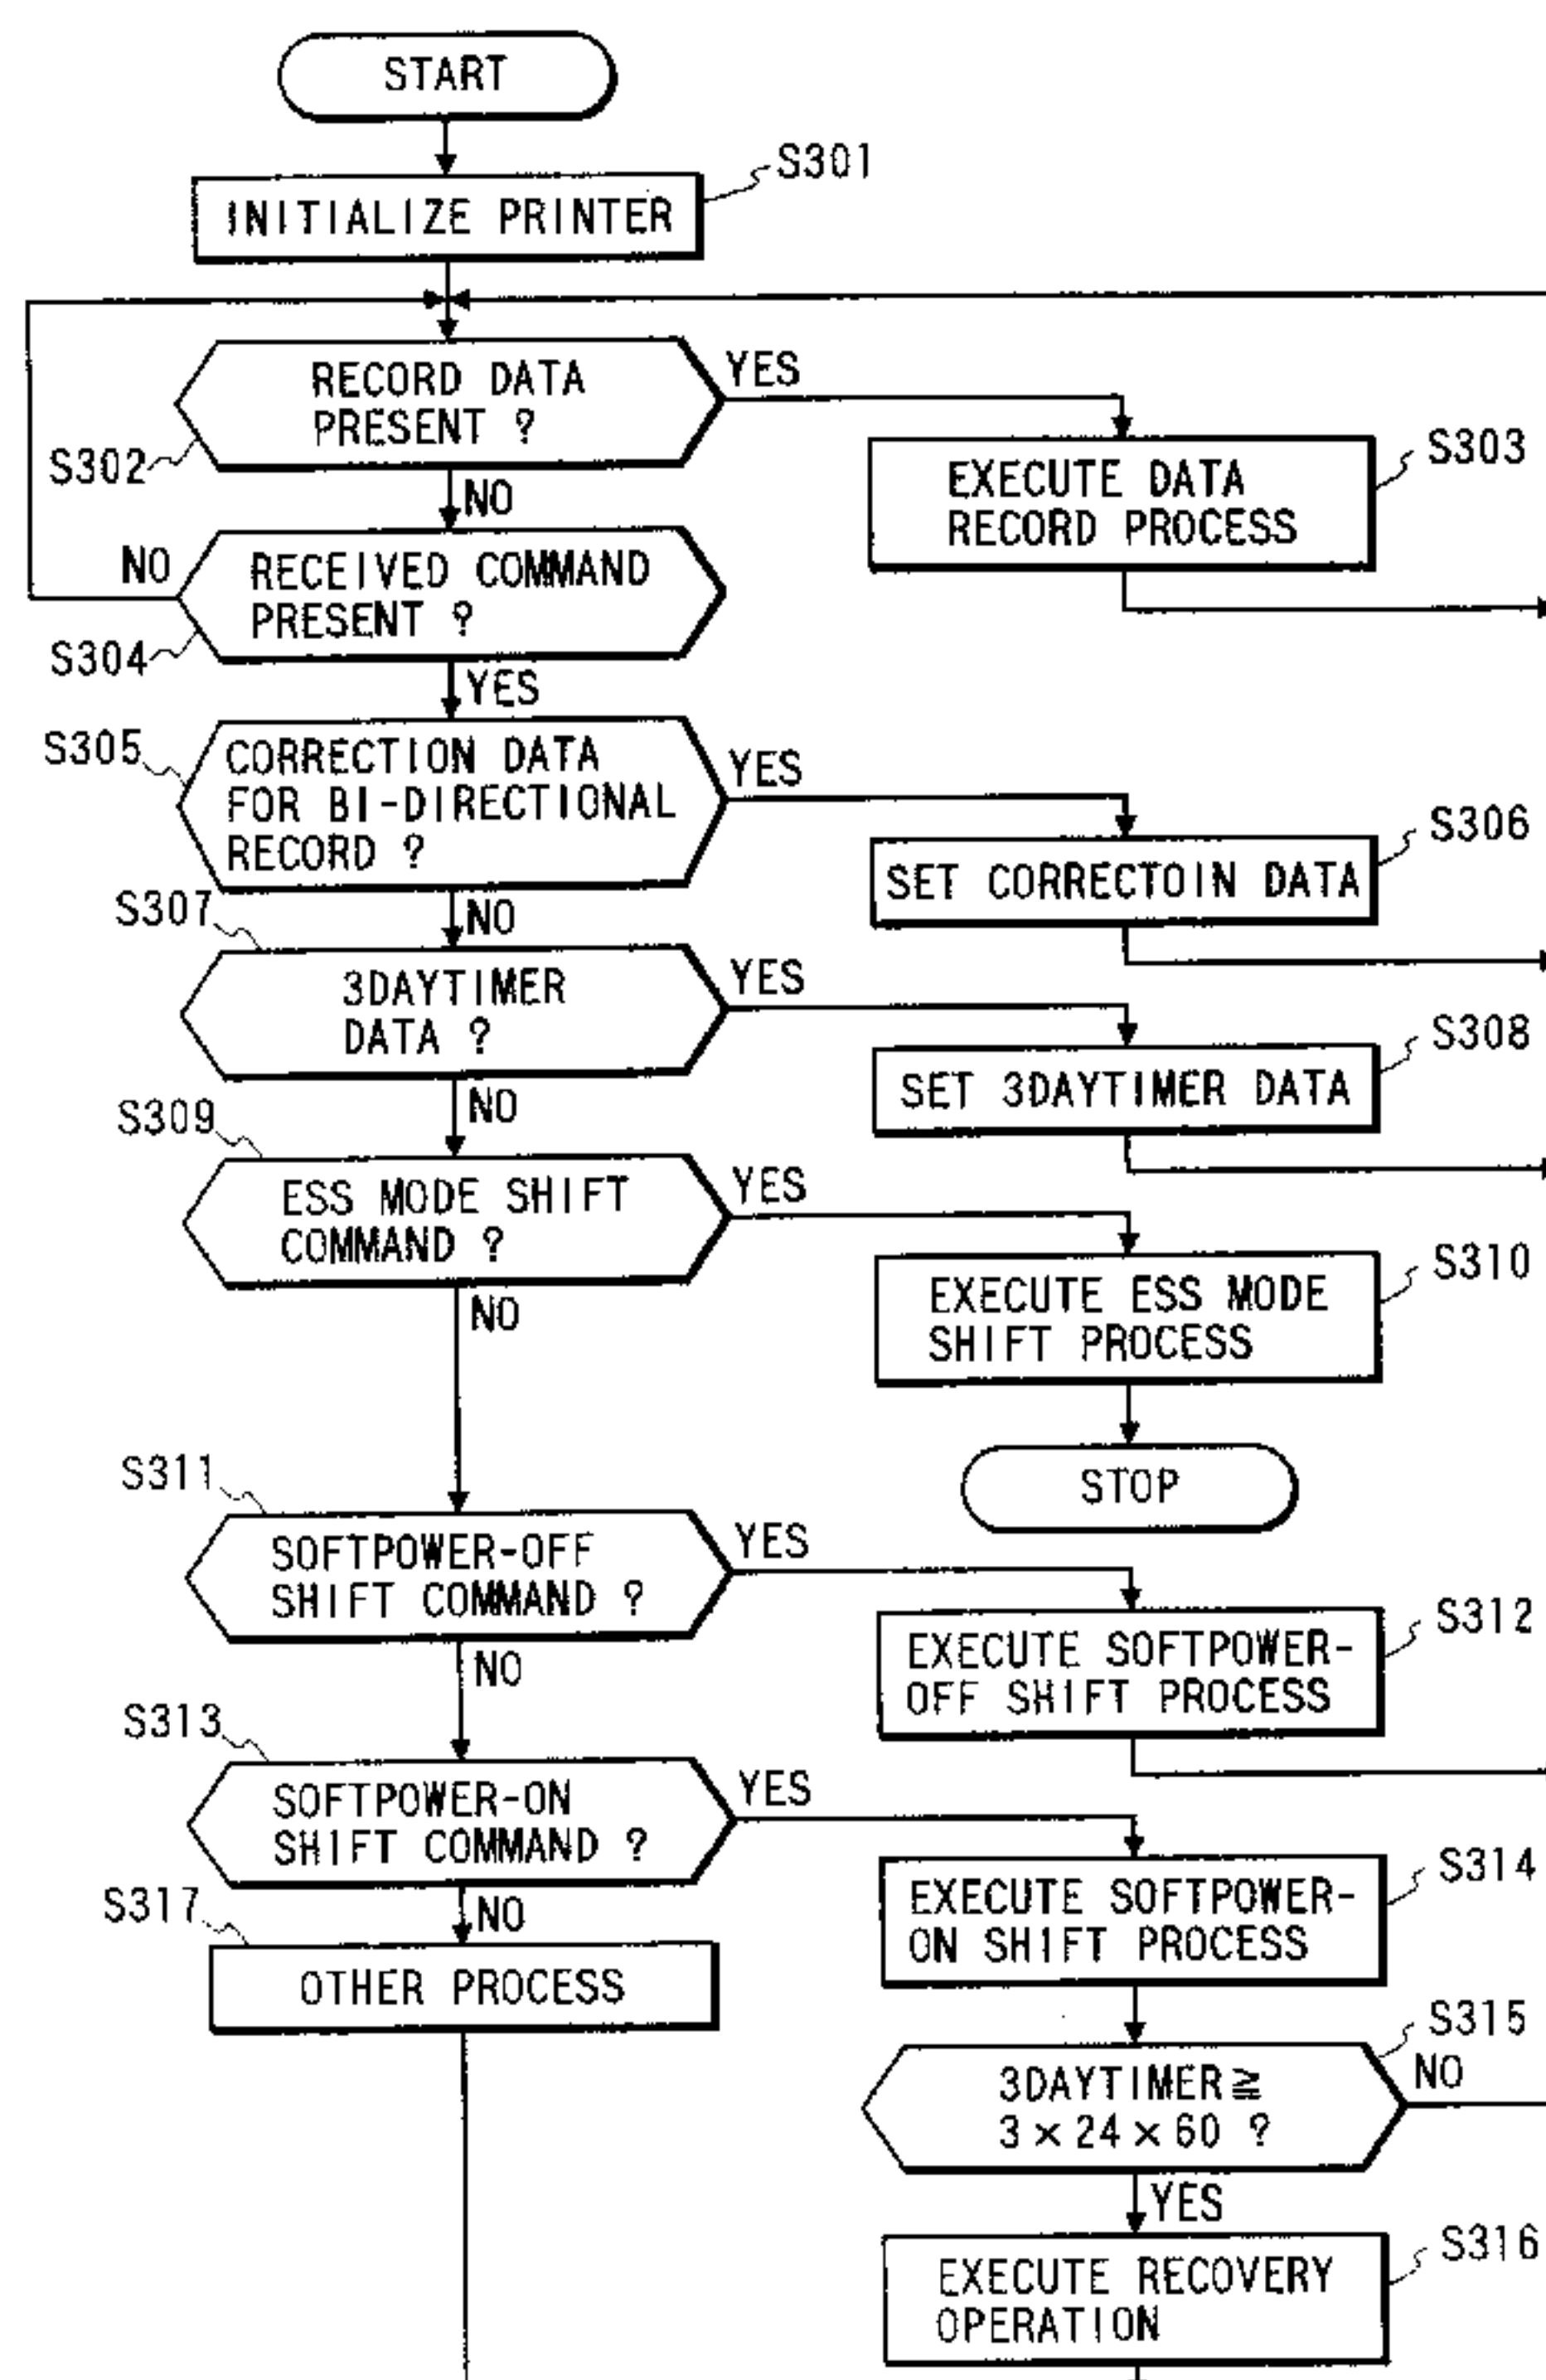 START
S301
INITIALIZE PRINTER
RECORD DATA
PRESENT ?
YES
S302
NO
S303
EXECUTE DATA
RECORD PROCESS
NO
RECEIVED COMMAND
PRESENT ?
S304
YES
S305
CORRECTION DATA
FOR BI-DIRECTIONAL
RECORD ?
YES
S306
SET CORRECTOIN DATA
NO
S307
3DAYTIMER
DATA ?
YES
S308
SET 3DAYTIMER DATA
NO
S309
ESS MODE SHIFT
COMMAND ?
YES
S310
EXECUTE ESS MODE
SHIFT PROCESS
NO
STOP
S311
SOFTPOWER-OFF
SHIFT COMMAND ?
YES
S312
EXECUTE SOFTPOWER-
OFF SHIFT PROCESS
NO
S313
SOFTPOWER-ON
SHIFT COMMAND ?
YES
S314
EXECUTE SOFTPOWER-
ON SHIFT PROCESS
NO
S317
OTHER PROCESS
S315
3DAYTIMER≧
3×24×60 ?
NO
YES
S316
EXECUTE RECOVERY
OPERATION